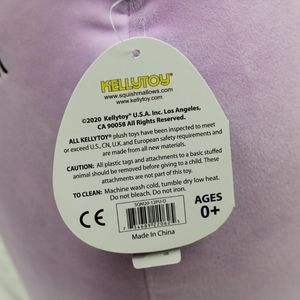 KELLYTOY
www.squishmallows.com
©2020 Kellytoy® U.S.A. Inc. Los Angeles,
CA 90058 All Rights Reserved.
ALL KELLYTOY® plush toys have been inspected to meet
or exceed U.S., CN, U.K. and European safety requirements and
are made from all new materials.
CAUTION: All plastic tags and attachments to a basic stuffed
animal should be removed before giving to a child. These
attachments are not part of this toy.
TO CLEAN: Machine wash cold, tumble dry low heat.
Do not bleach. Do not iron.
CE
Made In China
AGES
0+